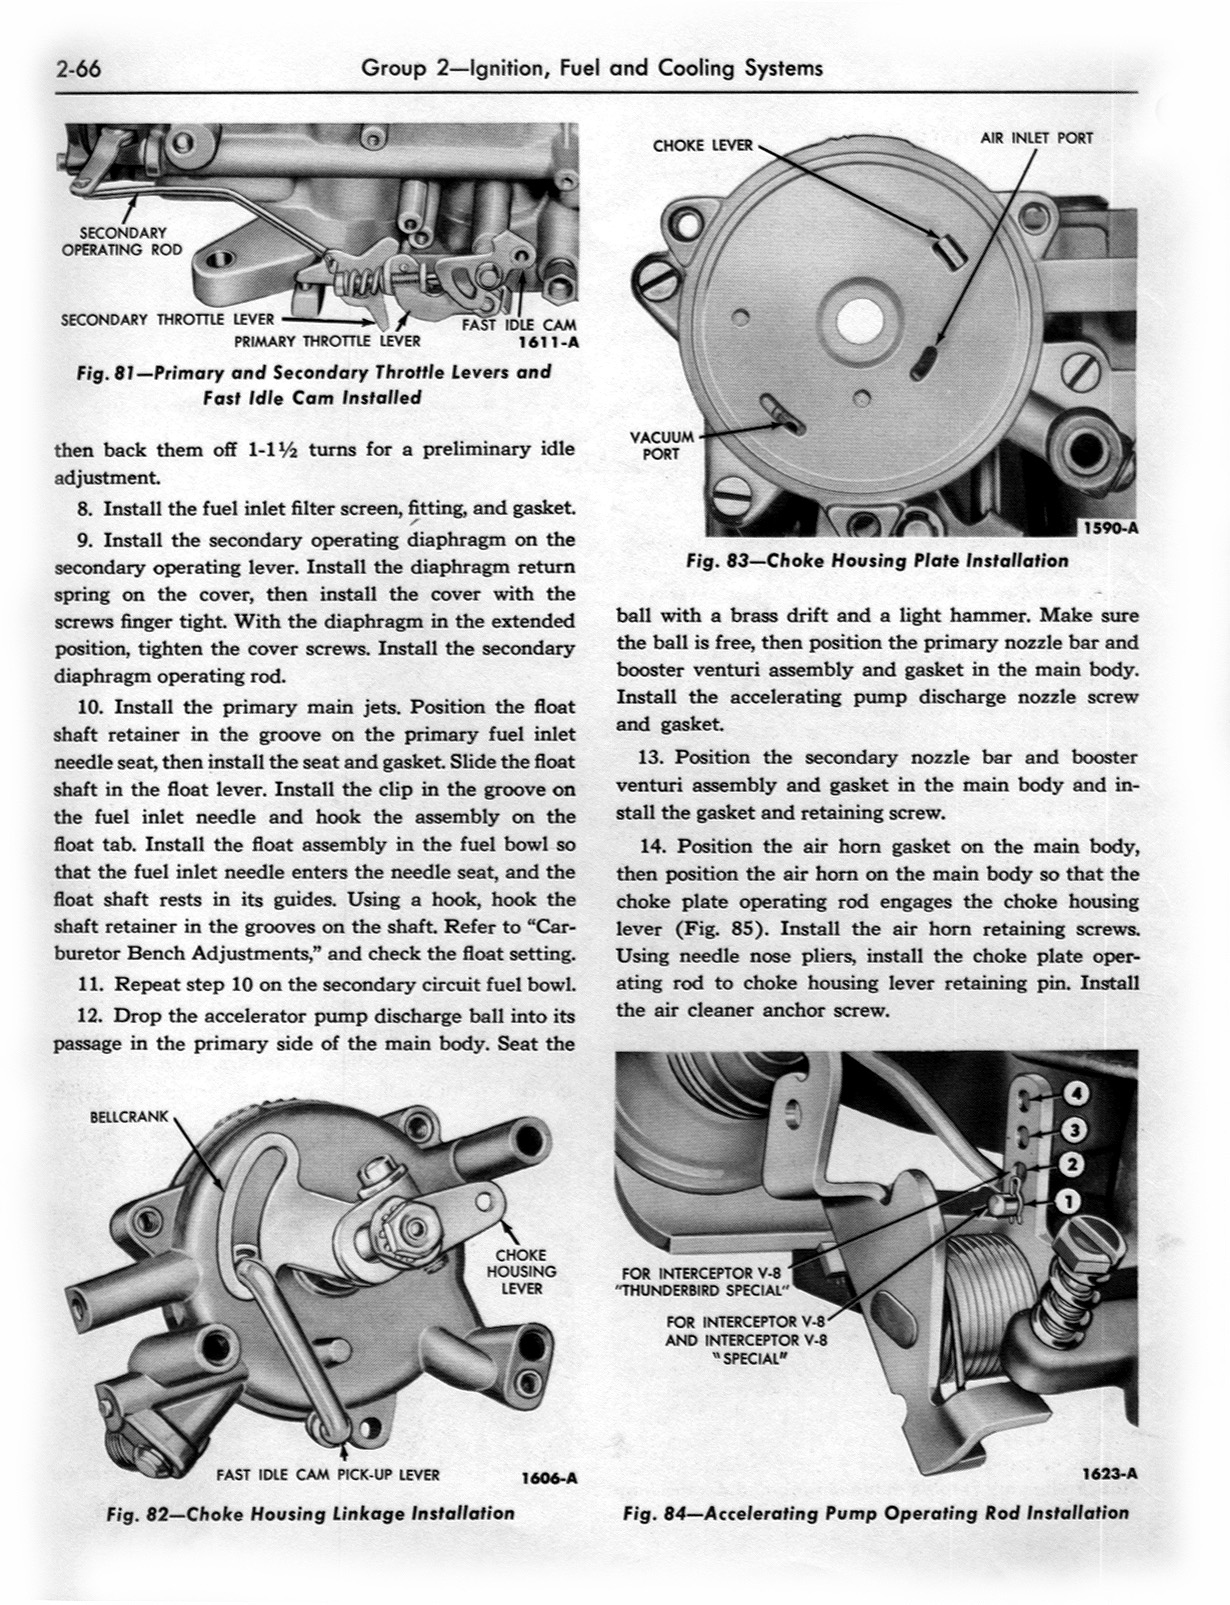 2-66
Group 2—Ignition, Fuel and Cooling Systems
SECONDARY
OPERATING ROD
SECONDARY THROTTLE LEVER
PRIMARY THROTTLE LEVER
FAST IDLE CAM
1611-A
Fig. 81—Primary and Secondary Throttle Levers and
Fast Idle Cam Installed
then back them off 1-1½ turns for a preliminary idle
adjustment.
8. Install the fuel inlet filter screen, fitting, and gasket.
9. Install the secondary operating diaphragm on the
secondary operating lever. Install the diaphragm return
spring on the cover, then install the cover with the
screws finger tight. With the diaphragm in the extended
position, tighten the cover screws. Install the secondary
diaphragm operating rod.
10. Install the primary main jets. Position the float
shaft retainer in the groove on the primary fuel inlet
needle seat, then install the seat and gasket. Slide the float
shaft in the float lever. Install the clip in the groove on
the fuel inlet needle and hook the assembly on the
float tab. Install the float assembly in the fuel bowl so
that the fuel inlet needle enters the needle seat, and the
float shaft rests in its guides. Using a hook, hook the
shaft retainer in the grooves on the shaft. Refer to “Car-
buretor Bench Adjustments,” and check the float setting.
11. Repeat step 10 on the secondary circuit fuel bowl.
12. Drop the accelerator pump discharge ball into its
passage in the primary side of the main body. Seat the
BELLCRANK
CHOKE
HOUSING
LEVER
FAST IDLE CAM PICK-UP LEVER
1606-A
Fig. 82—Choke Housing Linkage Installation
CHOKE LEVER
AIR INLET PORT
VACUUM
PORT
1590-A
Fig. 83—Choke Housing Plate Installation
ball with a brass drift and a light hammer. Make sure
the ball is free, then position the primary nozzle bar and
booster venturi assembly and gasket in the main body.
Install the accelerating pump discharge nozzle screw
and gasket.
13. Position the secondary nozzle bar and booster
venturi assembly and gasket in the main body and in-
stall the gasket and retaining screw.
14. Position the air horn gasket on the main body,
then position the air horn on the main body so that the
choke plate operating rod engages the choke housing
lever (Fig. 85). Install the air horn retaining screws.
Using needle nose pliers, install the choke plate oper-
ating rod to choke housing lever retaining pin. Install
the air cleaner anchor screw.
4
3
2
1
FOR INTERCEPTOR V-8
"THUNDERBIRD SPECIAL"
FOR INTERCEPTOR V-8
AND INTERCEPTOR V-8
"SPECIAL"
1623-A
Fig. 84—Accelerating Pump Operating Rod Installation